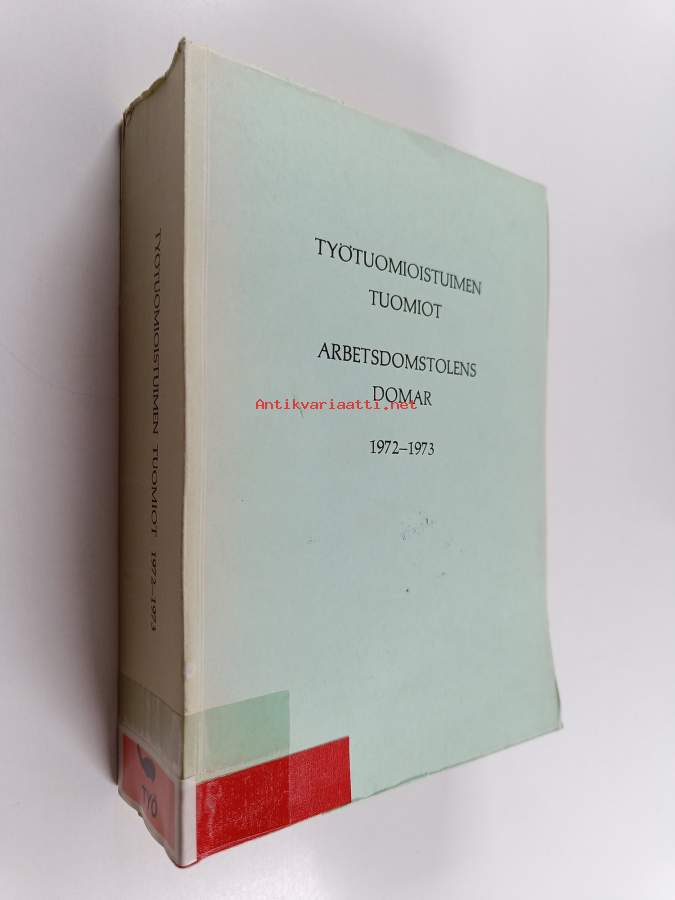 TYÖTUOMIOISTUIMEN
TUOMIOT
ARBETSDOMSTOLENS
DOMAR
Antikvariaatti.net
1972–1973
TYÖTUOMIOISTUIMEN TUOMIOT 1972–1973
TYÖ